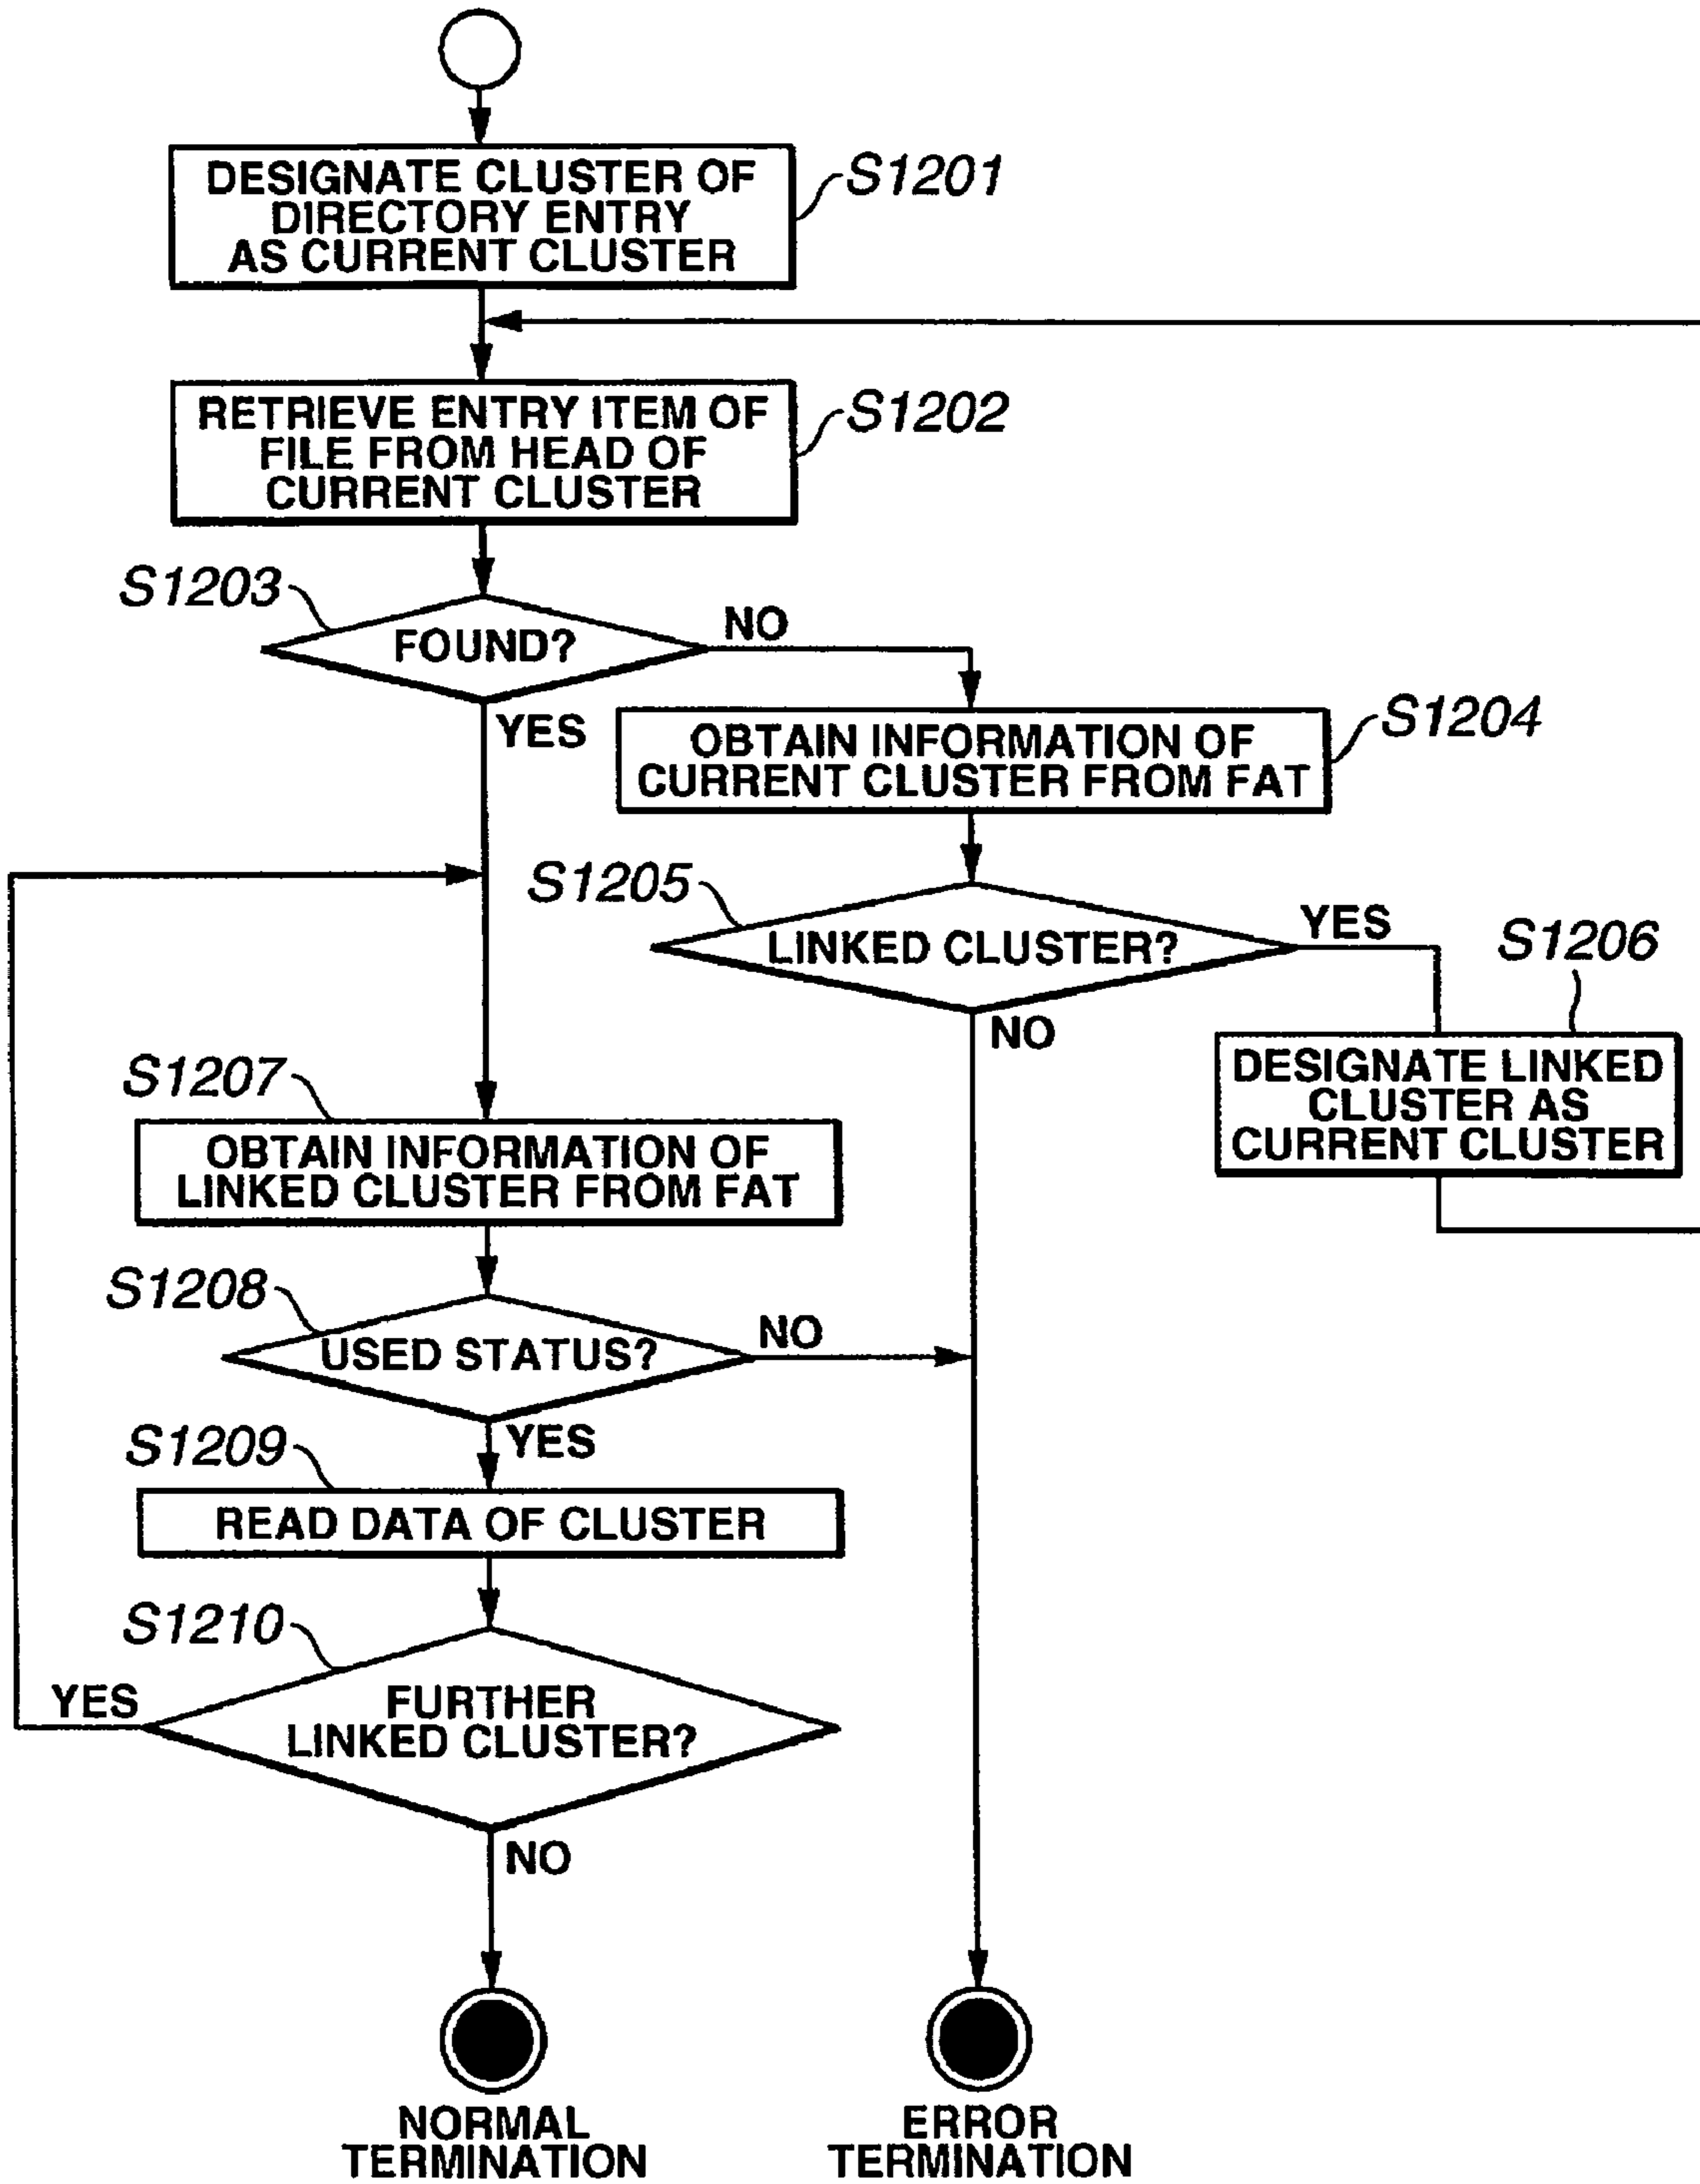 DESIGNATE CLUSTER OF
DIRECTORY ENTRY
AS CURRENT CLUSTER
S1201
RETRIEVE ENTRY ITEM OF
FILE FROM HEAD OF
CURRENT CLUSTER
S1202
S1203
FOUND?
NO
YES
OBTAIN INFORMATION OF
CURRENT CLUSTER FROM FAT
S1204
S1205
LINKED CLUSTER?
YES
NO
S1206
DESIGNATE LINKED
CLUSTER AS
CURRENT CLUSTER
S1207
OBTAIN INFORMATION OF
LINKED CLUSTER FROM FAT
S1208
USED STATUS?
NO
YES
S1209
READ DATA OF CLUSTER
S1210
FURTHER
LINKED CLUSTER?
YES
NO
NORMAL
TERMINATION
ERROR
TERMINATION